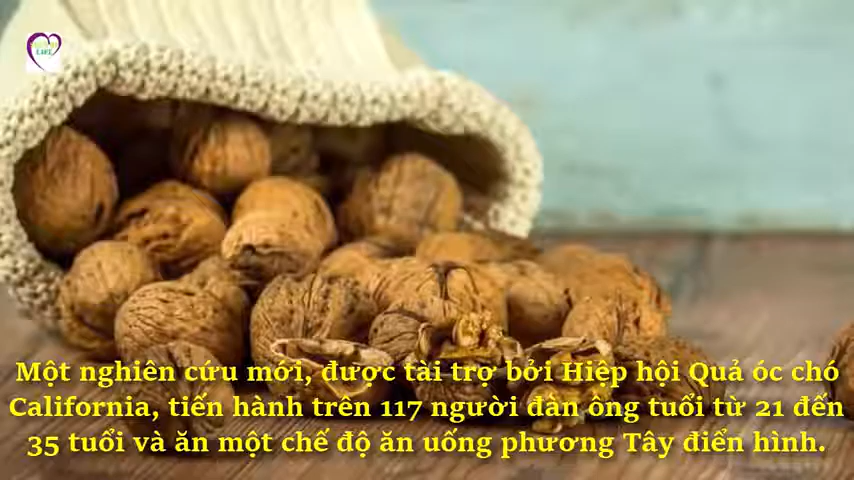 Một nghiên cứu mới, được tài trợ bởi Hiệp hội Quả óc chó
California, tiến hành trên 117 người đàn ông tuổi từ 21 đến
35 tuổi và ăn một chế độ ăn uống phương Tây điển hình.